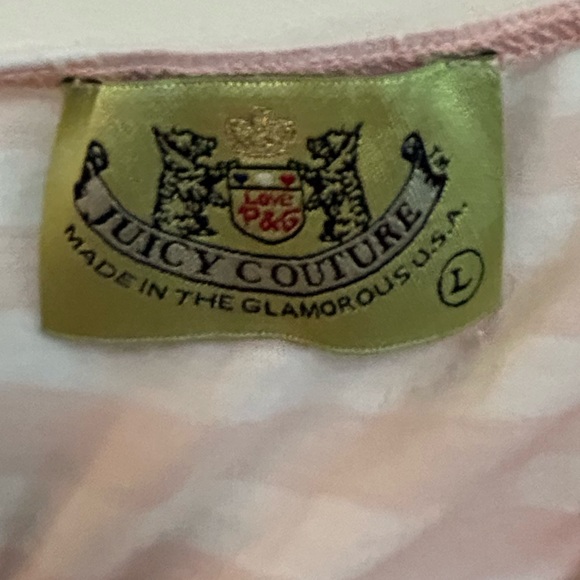 Love
P&G
JUICY COUTURE
MADE IN THE GLAMOROUS U.S.A.
L